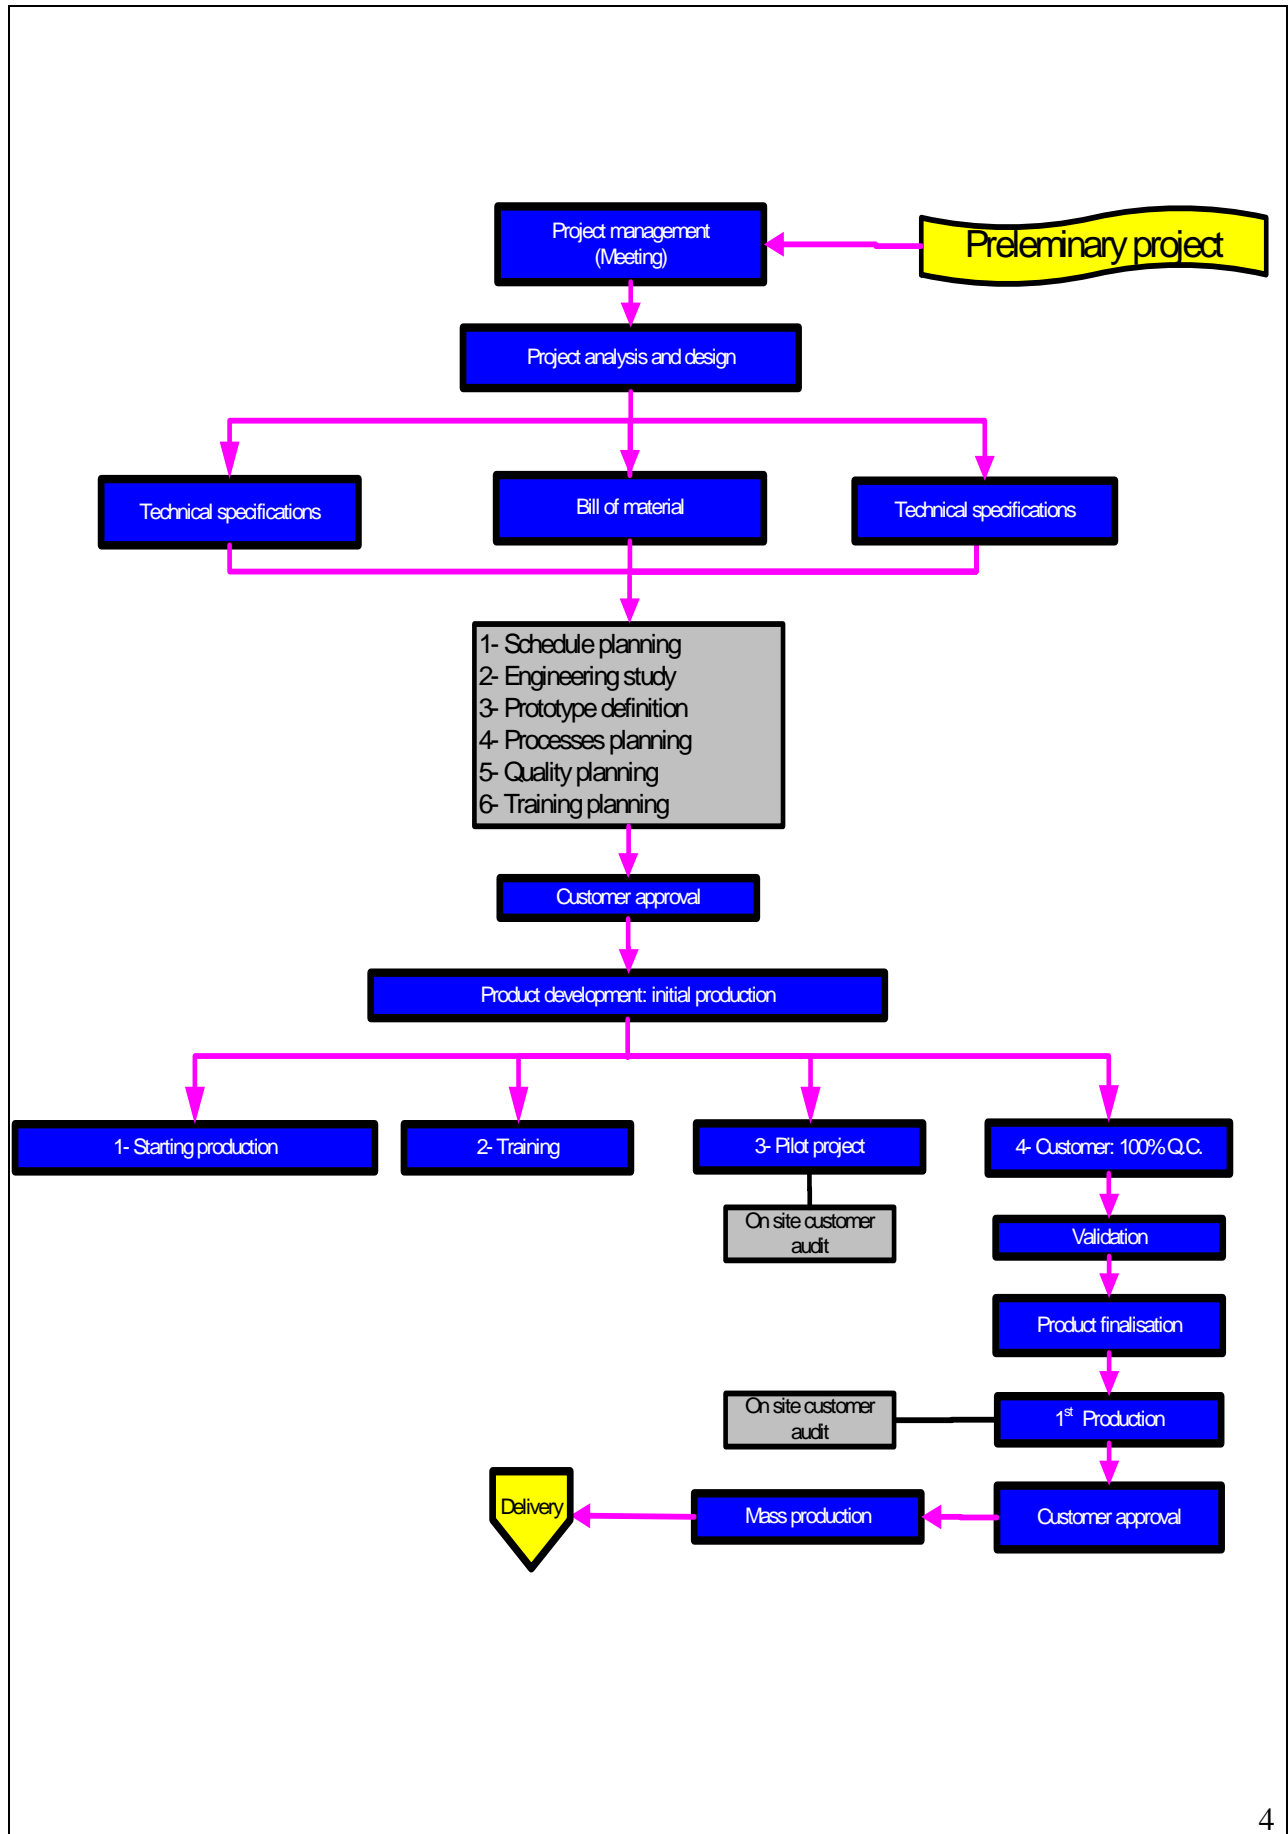 Project management
(Meeting)
Preleminary project
Project analysis and design
Technical specifications
Bill of material
Technical specifications
1- Schedule planning
2- Engineering study
3- Prototype definition
4- Processes planning
5- Quality planning
6- Training planning
Customer approval
Product development: initial production
1- Starting production
2- Training
3- Pilot project
4- Customer: 100% Q.C.
On site customer
audit
Validation
Product finalisation
On site customer
audit
1st Production
Delivery
Mass production
Customer approval
4